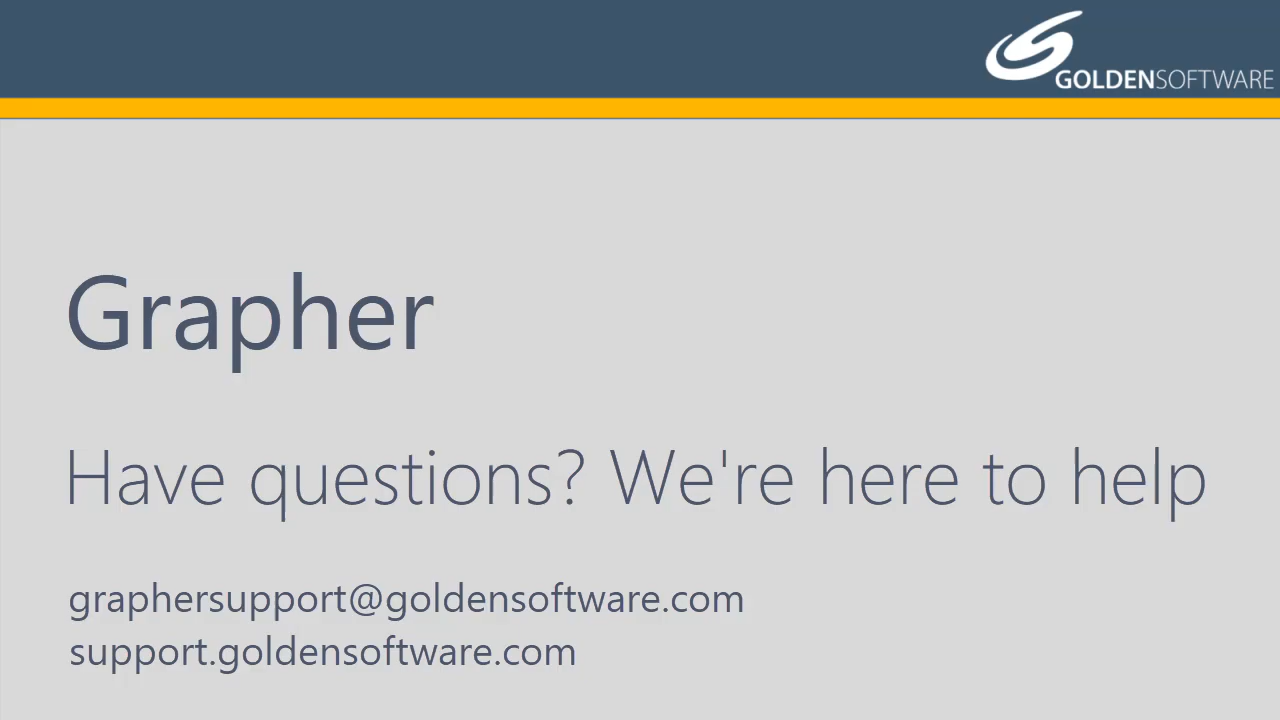 GOLDENSOFTWARE
Grapher
Have questions? We're here to help
graphersupport@goldensoftware.com
support.goldensoftware.com